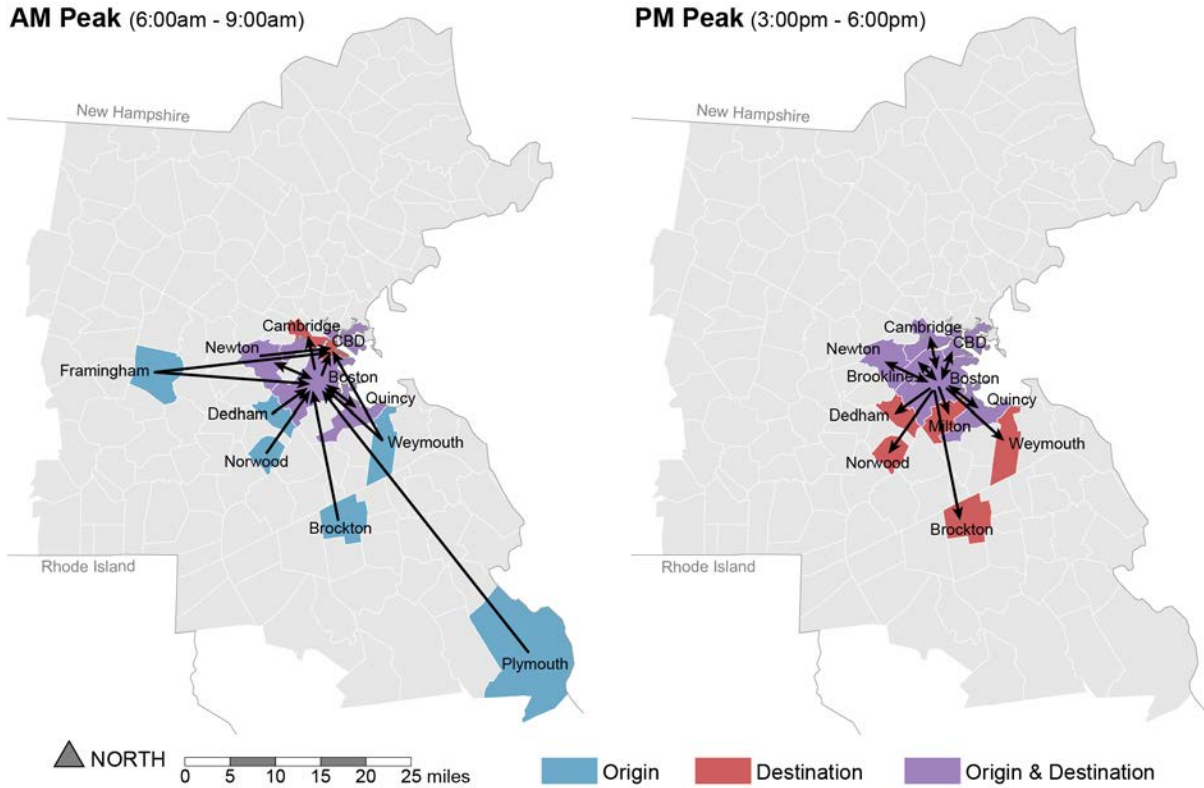 AM Peak (6:00am - 9:00am)
New Hampshire
Cambridge
CBD
Newton
Framingham
Boston
Quincy
Dedham
Weymouth
Norwood
Brockton
Rhode Island
Plymouth
PM Peak (3:00pm - 6:00pm)
New Hampshire
Cambridge
CBD
Newton
Brookline
Boston
Quincy
Dedham
Milton
Weymouth
Norwood
Brockton
Rhode Island
NORTH
0 5 10 15 20 25 miles
Origin
Destination
Origin & Destination